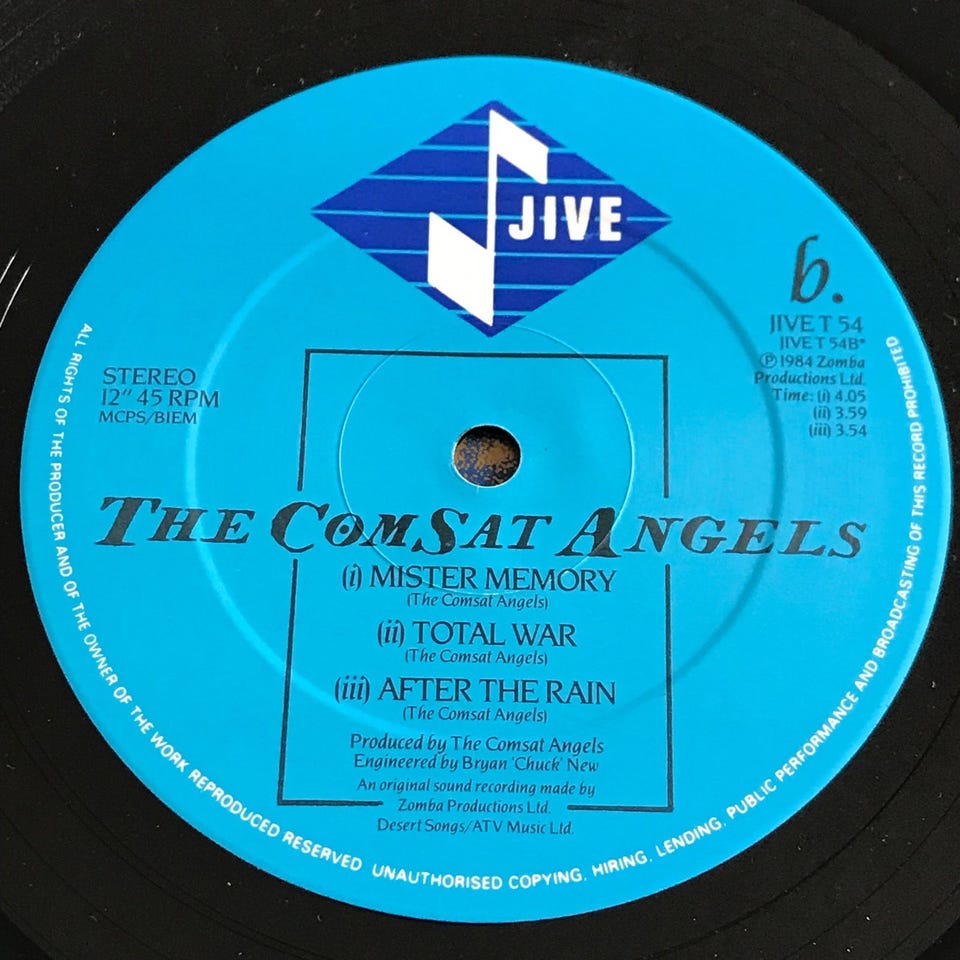 JIVE
b.
JIVE T 54
JIVE T 54B*
℗ 1984 Zomba
Productions Ltd.
Time: (i) 4.05
(ii) 3.59
(iii) 3.54
STEREO
12" 45 RPM
MCPS/BIEM
THE COMSAT ANGELS
(i) MISTER MEMORY
(The Comsat Angels)
(ii) TOTAL WAR
(The Comsat Angels)
(iii) AFTER THE RAIN
(The Comsat Angels)
Produced by The Comsat Angels
Engineered by Bryan 'Chuck' New
An original sound recording made by
Zomba Productions Ltd.
Desert Songs/ATV Music Ltd.
ALL RIGHTS OF THE PRODUCER AND OF THE OWNER OF THE WORK REPRODUCED RESERVED UNAUTHORISED COPYING, HIRING, LENDING, PUBLIC PERFORMANCE AND BROADCASTING OF THIS RECORD PROHIBITED